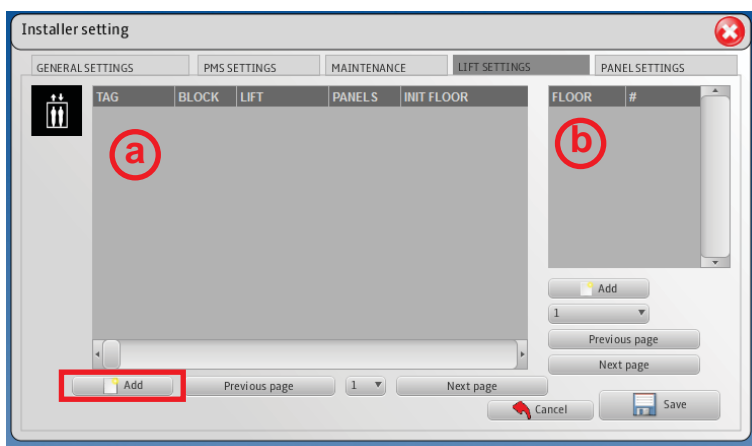 Installer setting
GENERAL SETTINGS PMS SETTINGS MAINTENANCE LIFT SETTINGS PANEL SETTINGS
TAG BLOCK LIFT PANELS INIT FLOOR FLOOR #
a b
Add
1
Previous page
Next page
Add Previous page 1 Next page
Cancel Save